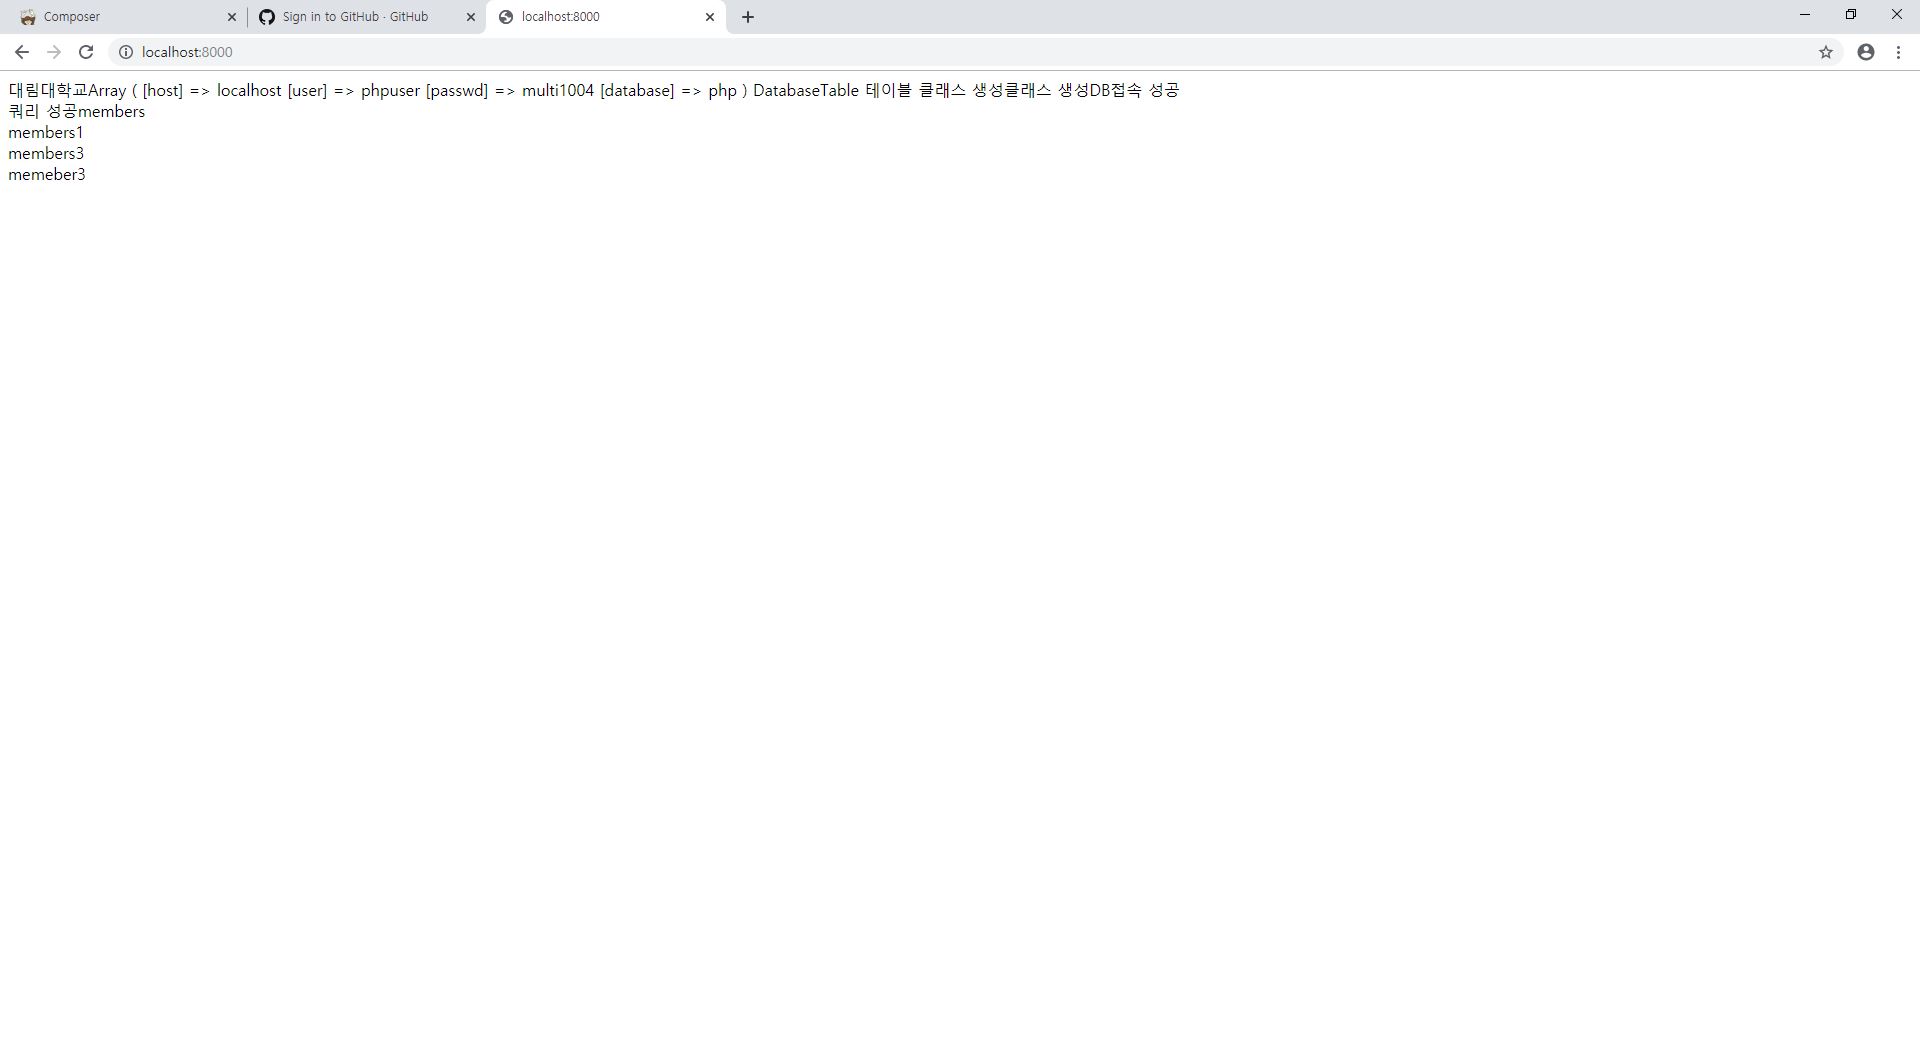 Composer
Sign in to GitHub · GitHub
localhost:8000
localhost:8000
대림대학교Array ( [host] => localhost [user] => phpuser [passwd] => multi1004 [database] => php ) DatabaseTable 테이블 클래스 생성클래스 생성DB접속 성공
쿼리 성공members
members1
members3
memeber3